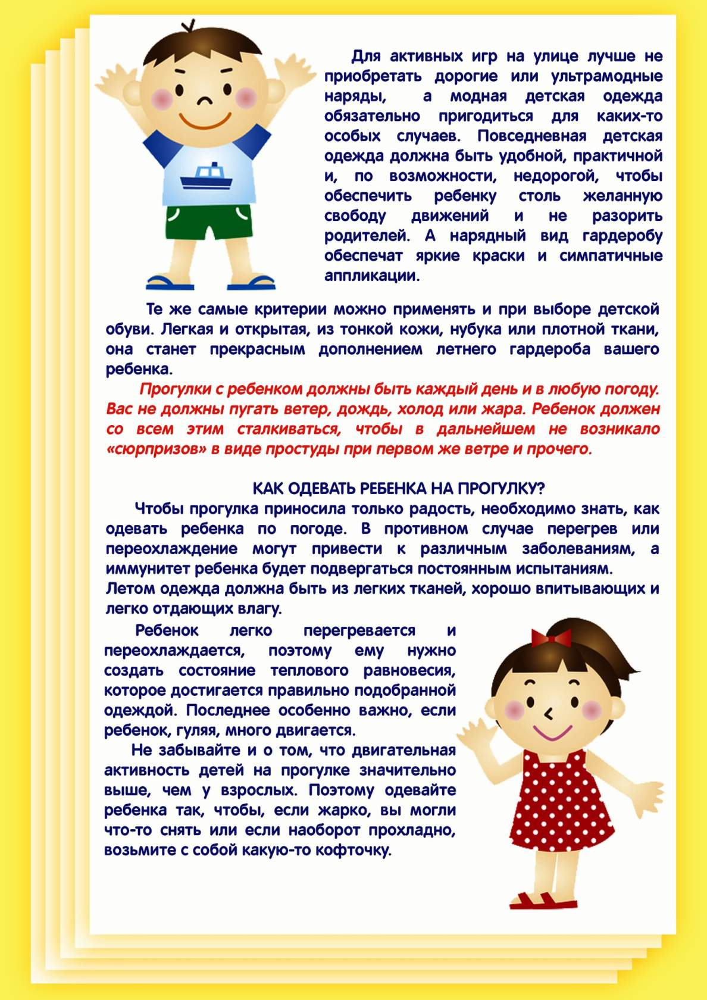 Для активных игр на улице лучше не
приобретать дорогие или ультрамодные
наряды, а модная детская одежда
обязательно пригодиться для каких-то
особых случаев. Повседневная детская
одежда должна быть удобной, практичной
и, по возможности, недорогой, чтобы
обеспечить ребенку столь желанную
свободу движений и не разорить
родителей. А нарядный вид гардеробу
обеспечат яркие краски и симпатичные
аппликации.
Те же самые критерии можно применять и при выборе детской
обуви. Легкая и открытая, из тонкой кожи, нубука или плотной ткани,
она станет прекрасным дополнением летнего гардероба вашего
ребенка.
Прогулки с ребенком должны быть каждый день и в любую погоду.
Вас не должны пугать ветер, дождь, холод или жара. Ребенок должен
со всем этим сталкиваться, чтобы в дальнейшем не возникало
«сюрпризов» в виде простуды при первом же ветре и прочего.
КАК ОДЕВАТЬ РЕБЕНКА НА ПРОГУЛКУ?
Чтобы прогулка приносила только радость, необходимо знать, как
одевать ребенка по погоде. В противном случае перегрев или
переохлаждение могут привести к различным заболеваниям, а
иммунитет ребенка будет подвергаться постоянным испытаниям.
Летом одежда должна быть из легких тканей, хорошо впитывающих и
легко отдающих влагу.
Ребенок легко перегревается и
переохлаждается, поэтому ему нужно
создать состояние теплового равновесия,
которое достигается правильно подобранной
одеждой. Последнее особенно важно, если
ребенок, гуляя, много двигается.
Не забывайте и о том, что двигательная
активность детей на прогулке значительно
выше, чем у взрослых. Поэтому одевайте
ребенка так, чтобы, если жарко, вы могли
что-то снять или если наоборот прохладно,
возьмите с собой какую-то кофточку.